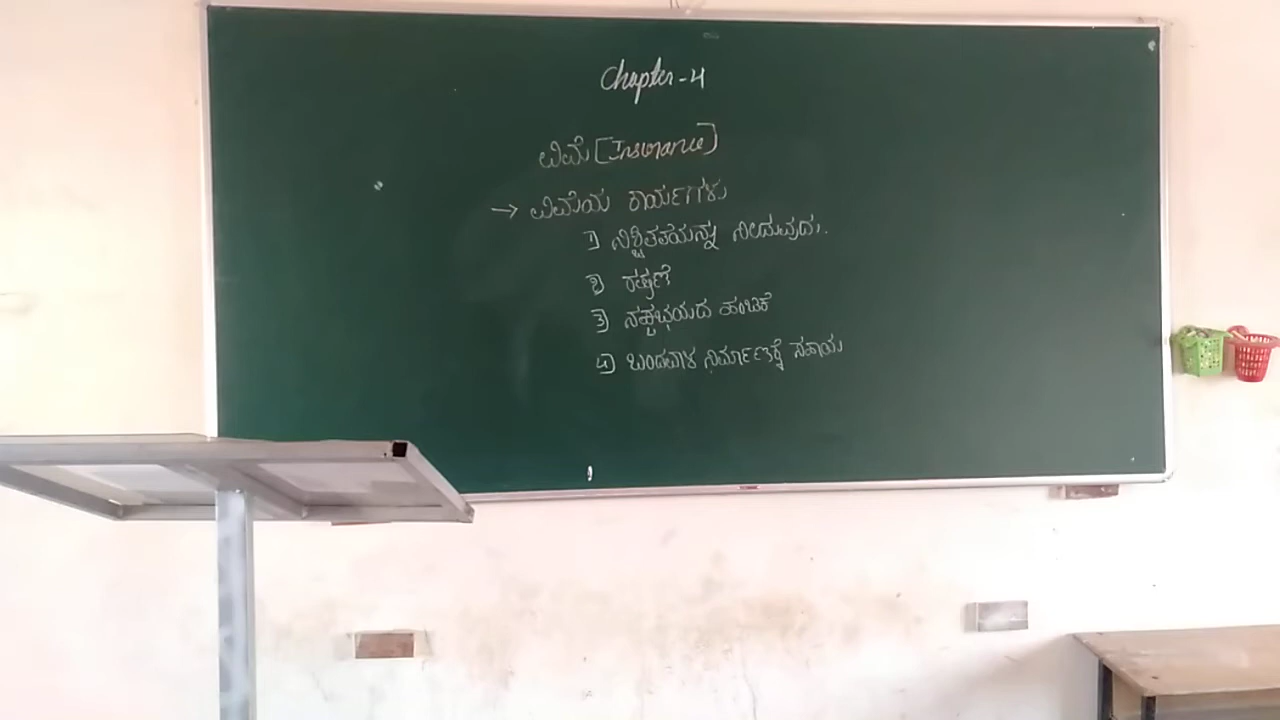 Chapter-4
ವಿಮೆ [Insurance]
→ ವಿಮೆಯ ಕಾರ್ಯಗಳು
1) ನಿಶ್ಚಿತತೆಯನ್ನು ನೀಡುವುದು.
2) ರಕ್ಷಣೆ
3) ನಷ್ಟಭಯದ ಹಂಚಿಕೆ
4) ಬಂಡವಾಳ ನಿರ್ಮಾಣಕ್ಕೆ ಸಹಾಯ